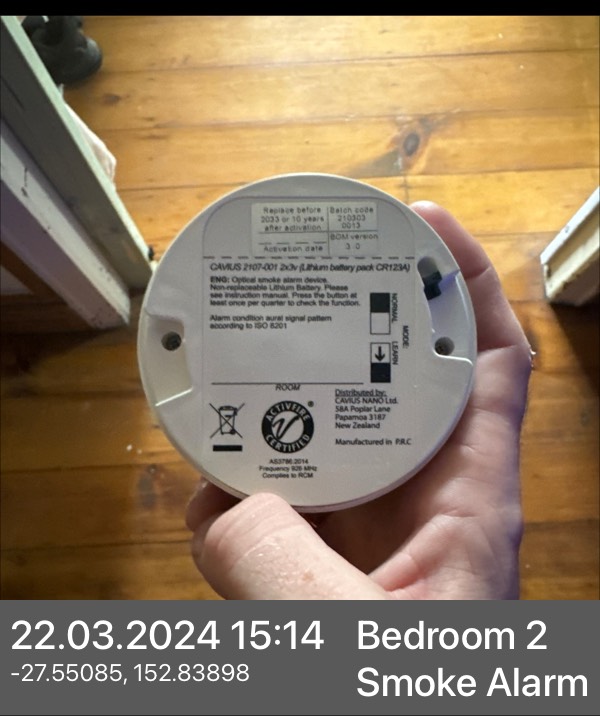 Replace before
2033 or 10 years
after activation
Activation date
Batch code
210303
0013
BOM version
3.0
CAVIUS 2107-001 2x3v (Lithium battery pack CR123A)
ENG: Optical smoke alarm device.
Non-replaceable Lithium Battery. Please
see instruction manual. Press the button at
least once per quarter to check the function.
Alarm condition aural signal pattern
according to ISO 8201
NORMAL
MODE:
LEARN
ROOM
ACTIVFIRE
CERTIFIED
®
AS3786:2014
Frequency 926 MHz
Complies to RCM
Distributed by:
CAVIUS NANO Ltd.
58A Poplar Lane
Papamoa 3187
New Zealand
Manufactured in P.R.C
22.03.2024 15:14
-27.55085, 152.83898
Bedroom 2
Smoke Alarm